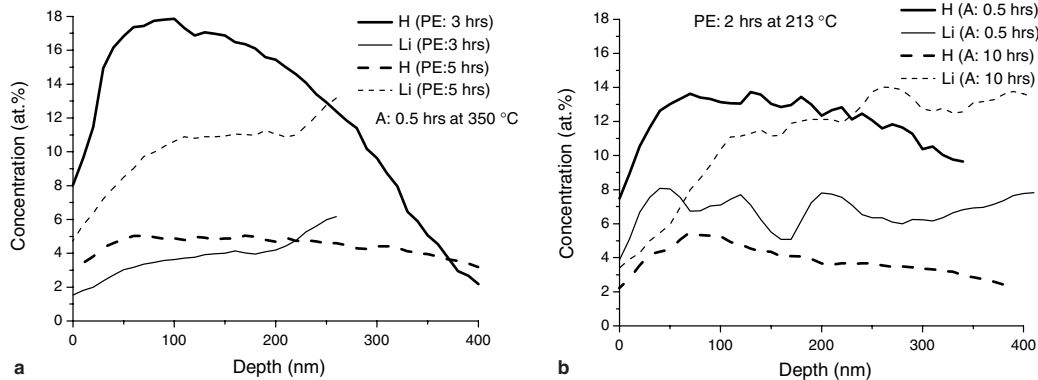 H (PE: 3 hrs)
Li (PE:3 hrs)
H (PE:5 hrs)
Li (PE:5 hrs)
A: 0.5 hrs at 350 °C
Concentration (at.%)
18
16
14
12
10
8
6
4
2
0
0 100 200 300 400
Depth (nm)
a
PE: 2 hrs at 213 °C
H (A: 0.5 hrs)
Li (A: 0.5 hrs)
H (A: 10 hrs)
Li (A: 10 hrs)
Concentration (at.%)
18
16
14
12
10
8
6
4
2
0
0 100 200 300 400
Depth (nm)
b